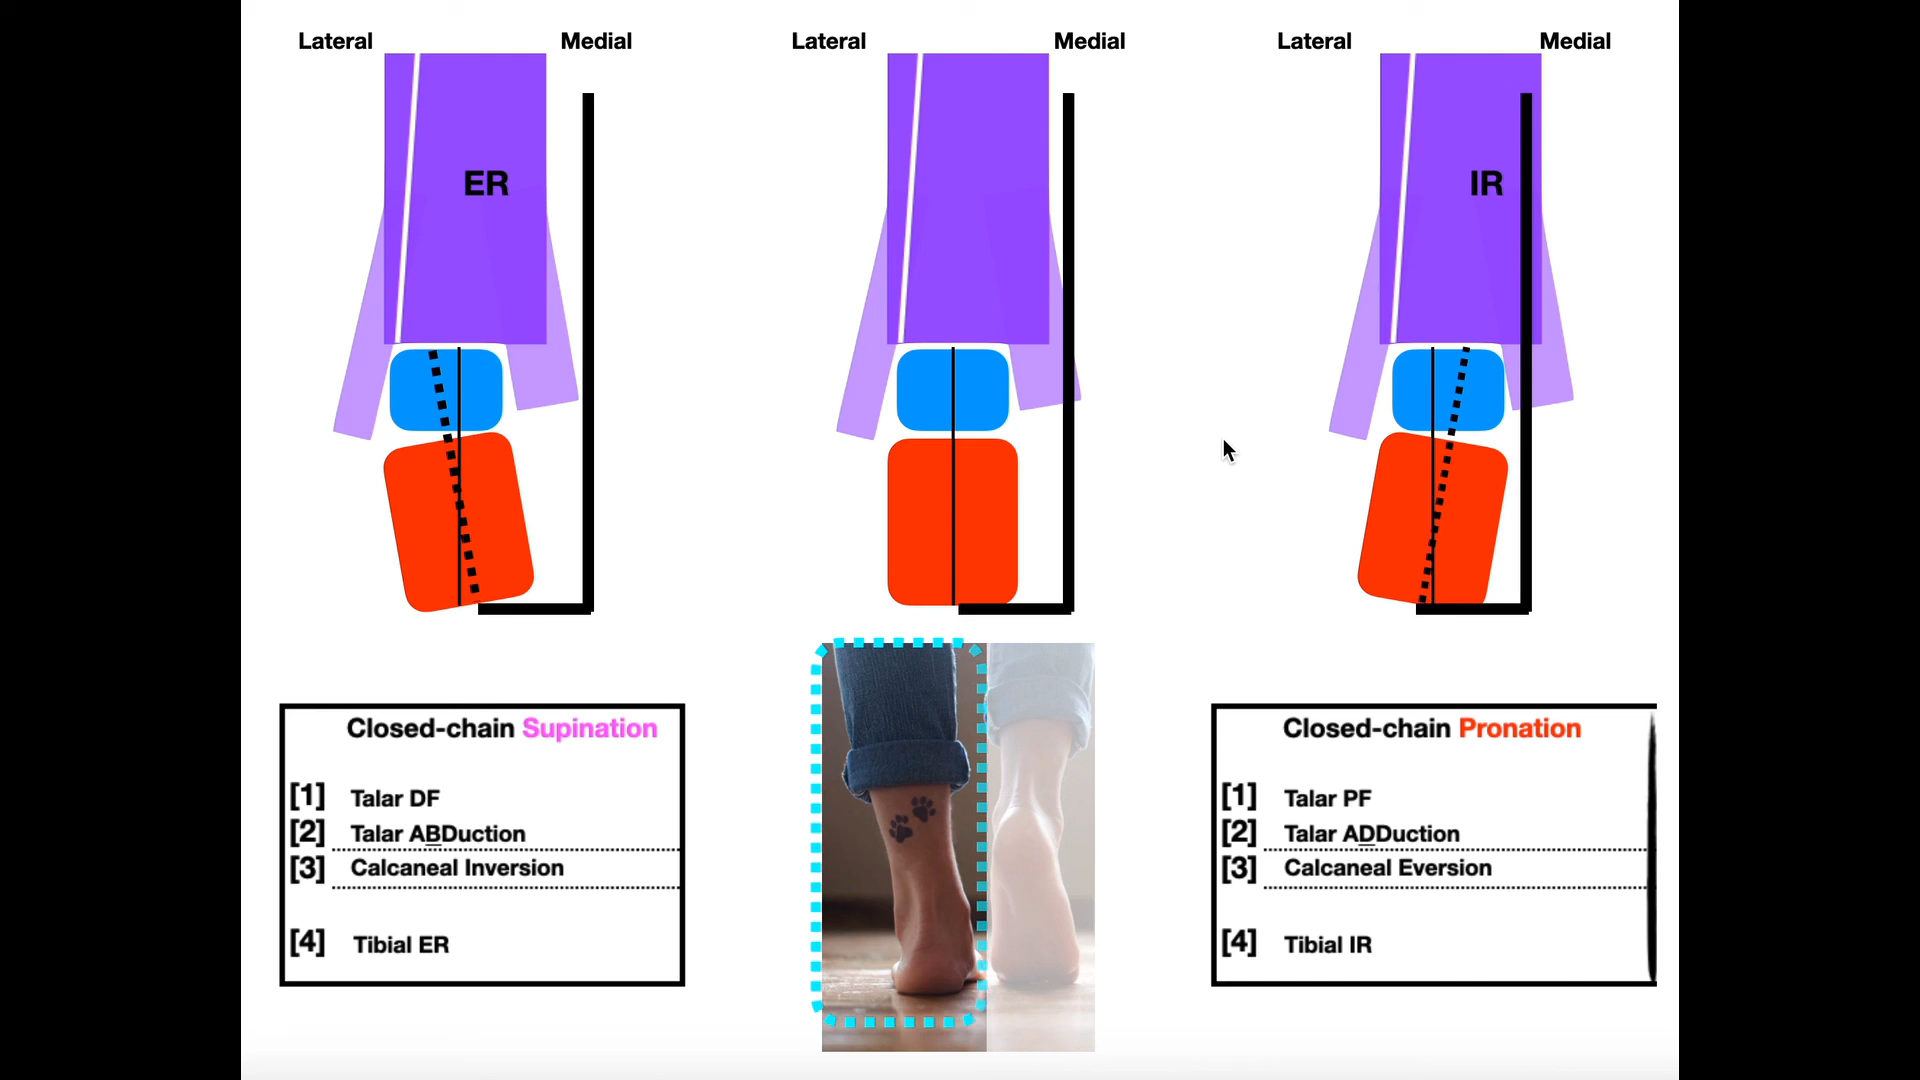 Lateral
Medial
Lateral
Medial
Lateral
Medial
ER
IR
Closed-chain Supination
[1] Talar DF
[2] Talar ABDuction
[3] Calcaneal Inversion
[4] Tibial ER
Closed-chain Pronation
[1] Talar PF
[2] Talar ADDuction
[3] Calcaneal Eversion
[4] Tibial IR